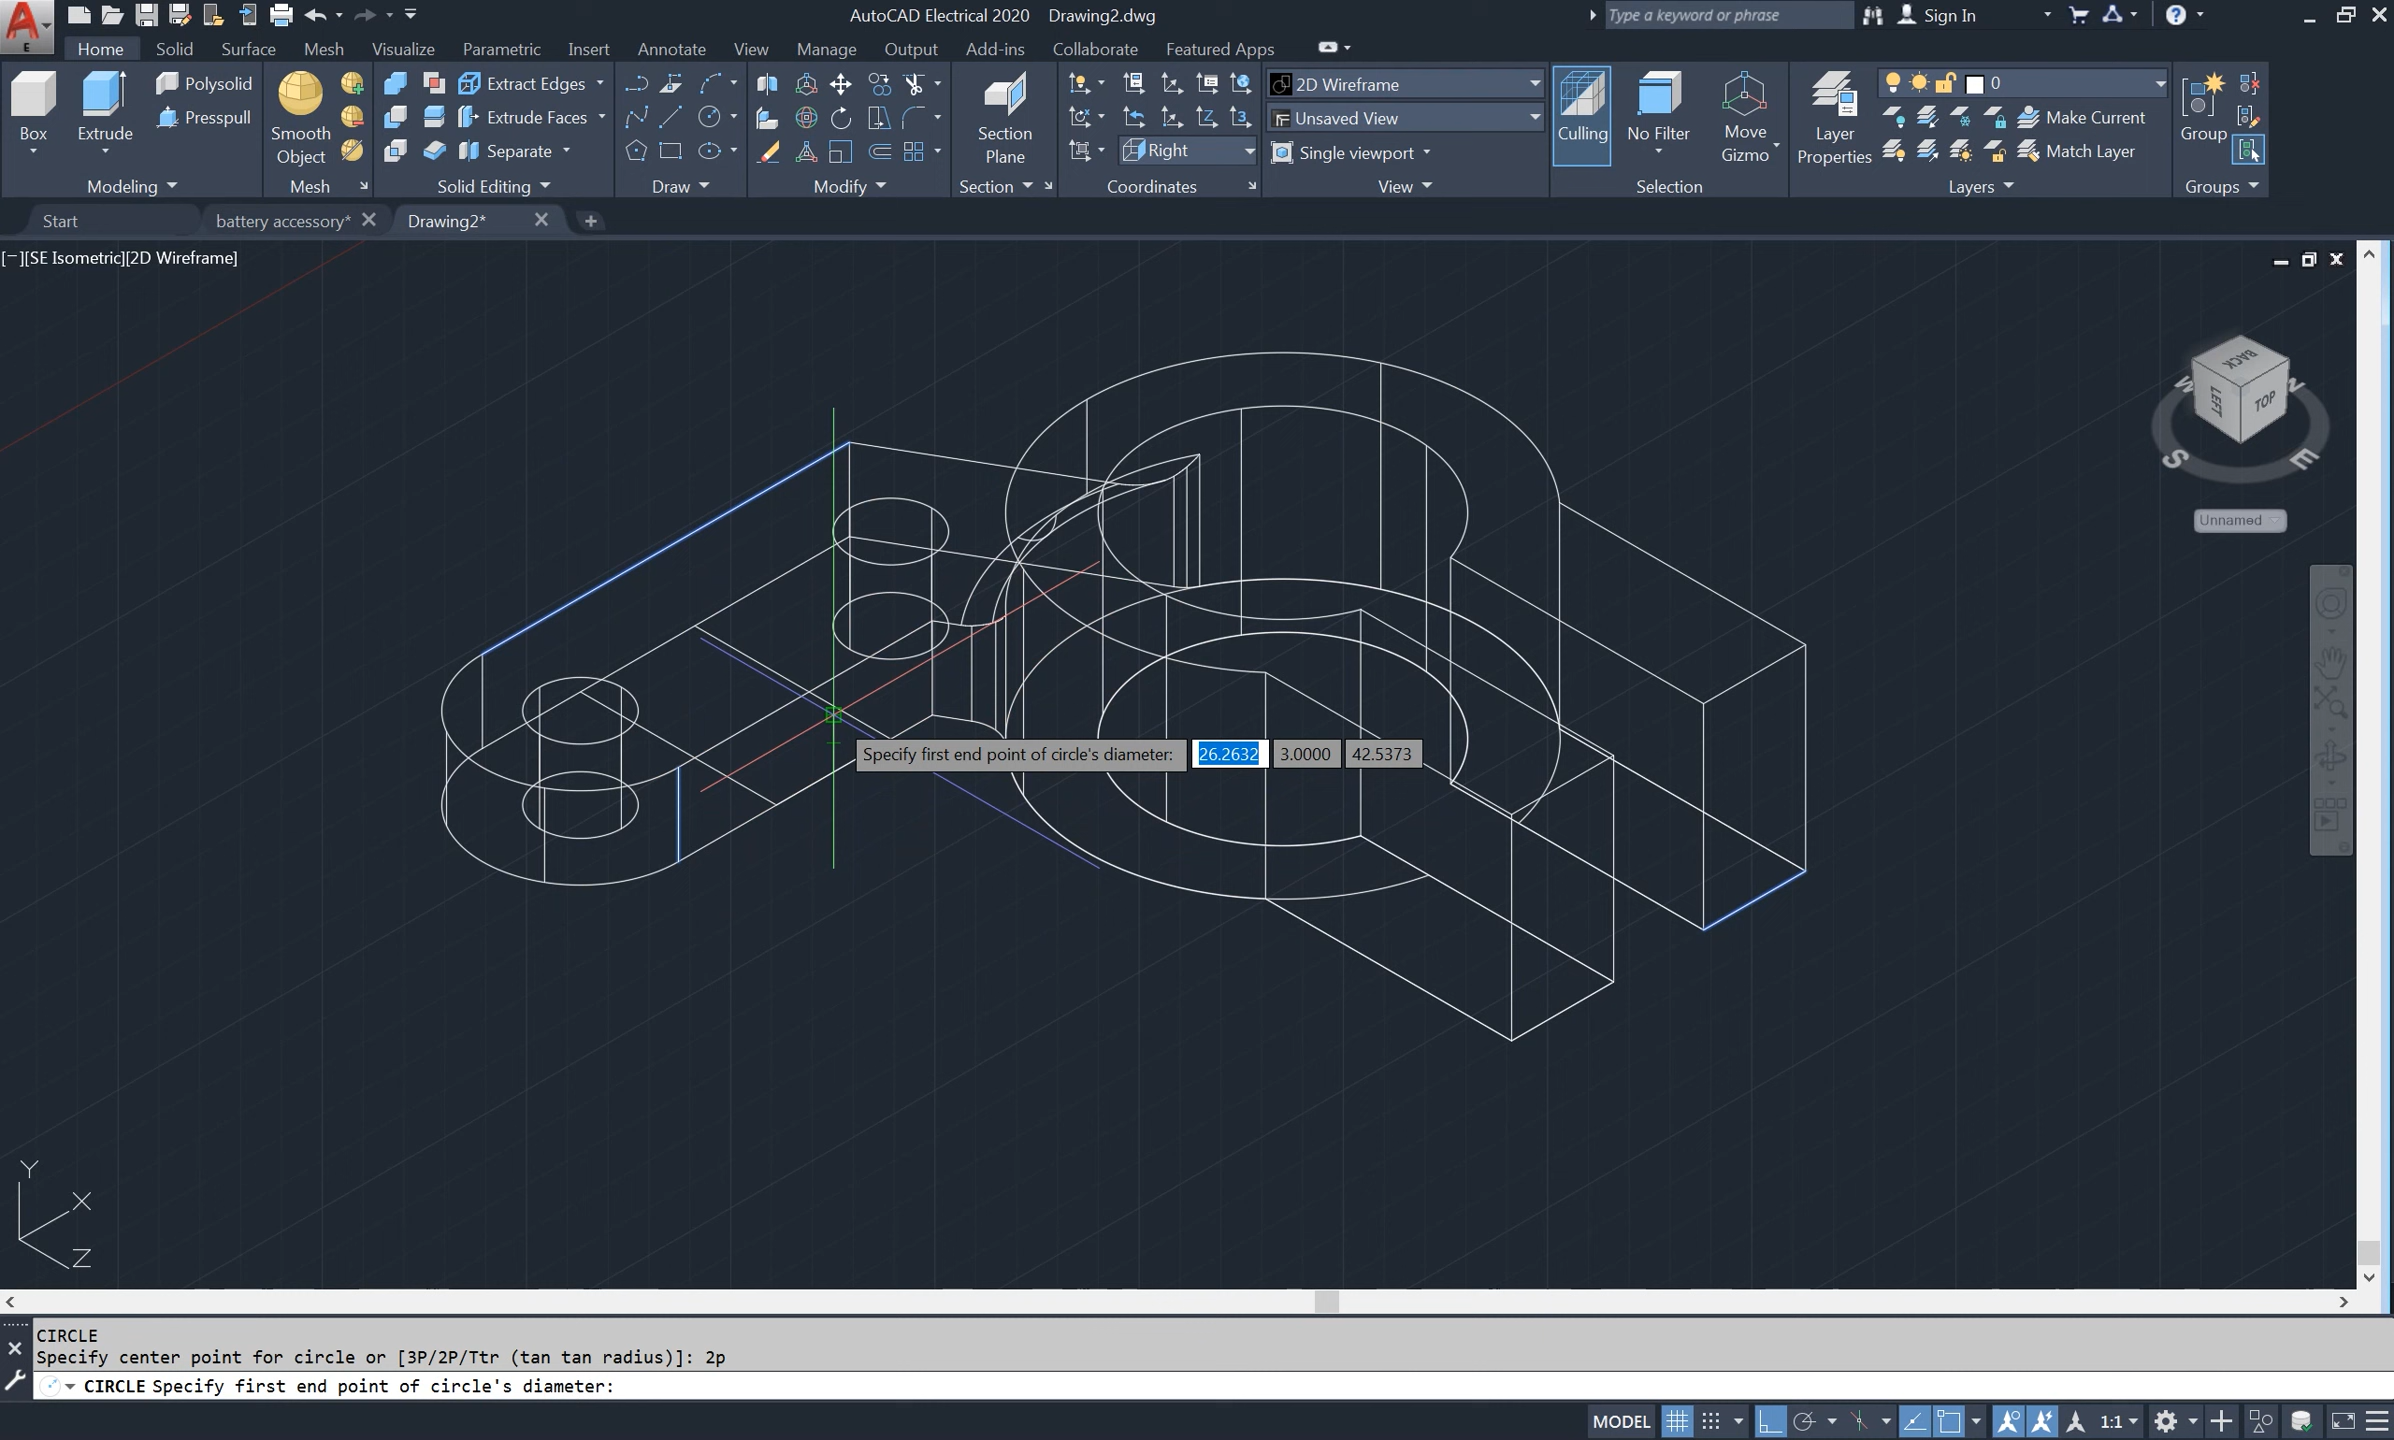 E
AutoCAD Electrical 2020 Drawing2.dwg
Type a keyword or phrase
Sign In
Home Solid Surface Mesh Visualize Parametric Insert Annotate View Manage Output Add-ins Collaborate Featured Apps
Box
Extrude
Polysolid
Presspull
Modeling
Smooth
Object
Mesh
Extract Edges
Extrude Faces
Separate
Solid Editing
Draw
Modify
Section
Plane
Section
Right
Coordinates
2D Wireframe
Unsaved View
Single viewport
View
Culling
No Filter
Move
Gizmo
Selection
Layer
Properties
0
Make Current
Match Layer
Layers
Group
Groups
Start battery accessory* Drawing2*
[−][SE Isometric][2D Wireframe]
BACK
LEFT
TOP
W
N
S
E
Unnamed
Specify first end point of circle's diameter: 26.2632 3.0000 42.5373
Y
X
Z
CIRCLE
Specify center point for circle or [3P/2P/Ttr (tan tan radius)]: 2p
CIRCLE Specify first end point of circle's diameter:
MODEL 1:1